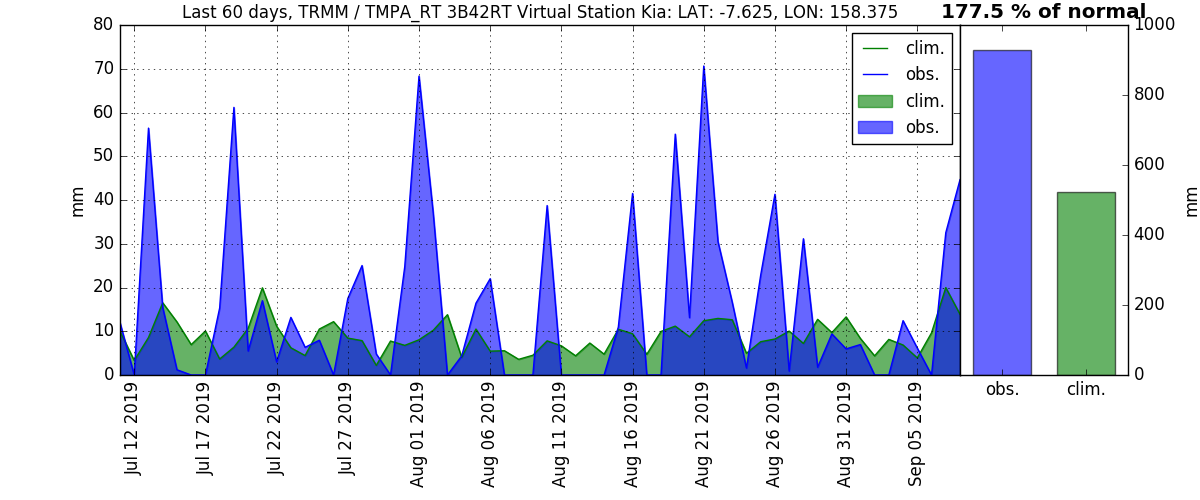 Last 60 days, TRMM / TMPA_RT 3B42RT Virtual Station Kia: LAT: -7.625, LON: 158.375
177.5 % of normal
80
70
60
50
40
30
20
10
0
mm
clim.
obs.
clim.
obs.
Jul 12 2019
Jul 17 2019
Jul 22 2019
Jul 27 2019
Aug 01 2019
Aug 06 2019
Aug 11 2019
Aug 16 2019
Aug 21 2019
Aug 26 2019
Aug 31 2019
Sep 05 2019
1000
800
600
400
200
0
mm
obs.
clim.